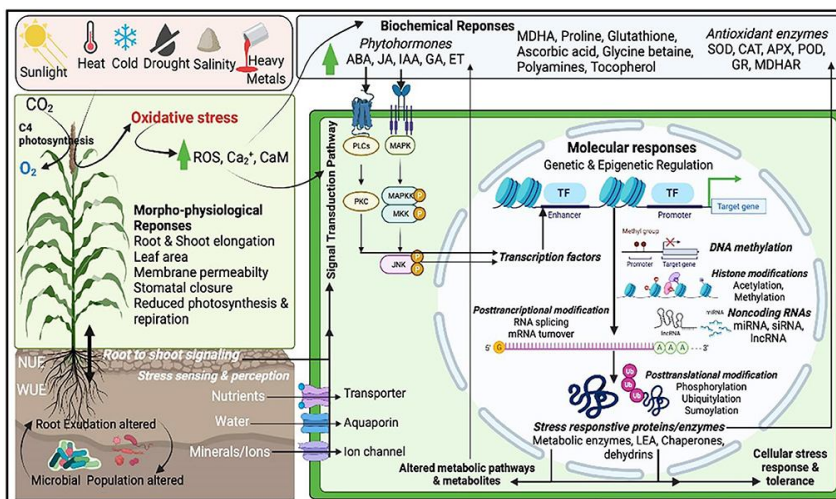 Sunlight
Heat
Cold
Drought
Salinity
Heavy
Metals
Biochemical Reponses
Phytohormones
ABA, JA, IAA, GA, ET
MDHA, Proline, Glutathione,
Ascorbic acid, Glycine betaine,
Polyamines, Tocopherol
Antioxidant enzymes
SOD, CAT, APX, POD,
GR, MDHAR
CO₂
C4
photosynthesis
O₂
Oxidative stress
ROS, Ca₂⁺, CaM
Morpho-physiological
Reponses
Root & Shoot elongation
Leaf area
Membrane permeabilty
Stomatal closure
Reduced photosynthesis &
repiration
Signal Transduction Pathway
PLCs
PKC
MAPK
MAPKK
MKK
P
P
JNK
P
P
Transcription factors
Molecular responses
Genetic & Epigenetic Regulation
TF
Enhancer
TF
Promoter
Target gene
Methyl group
Promoter
Target gene
DNA methylation
Histone modifications
Acetylation,
Methylation
Noncoding RNAs
miRNA, siRNA,
lncRNA
lncRNA
miRNA
Posttrancriptional modification
RNA splicing
mRNA turnover
5'
G
A A A
3'
Ub
Ub
Ub
Posttranslational modification
Phosphorylation
Ubiquitylation
Sumoylation
Stress responstive proteins/enzymes
Metabolic enzymes, LEA, Chaperones,
dehydrins
Altered metabolic pathways
& metabolites
Cellular stress
response &
tolerance
NUE
WUE
Root to shoot signaling
Stress sensing & perception
Nutrients
Transporter
Water
Aquaporin
Minerals/Ions
Ion channel
Root Exudation altered
Microbial Population altered